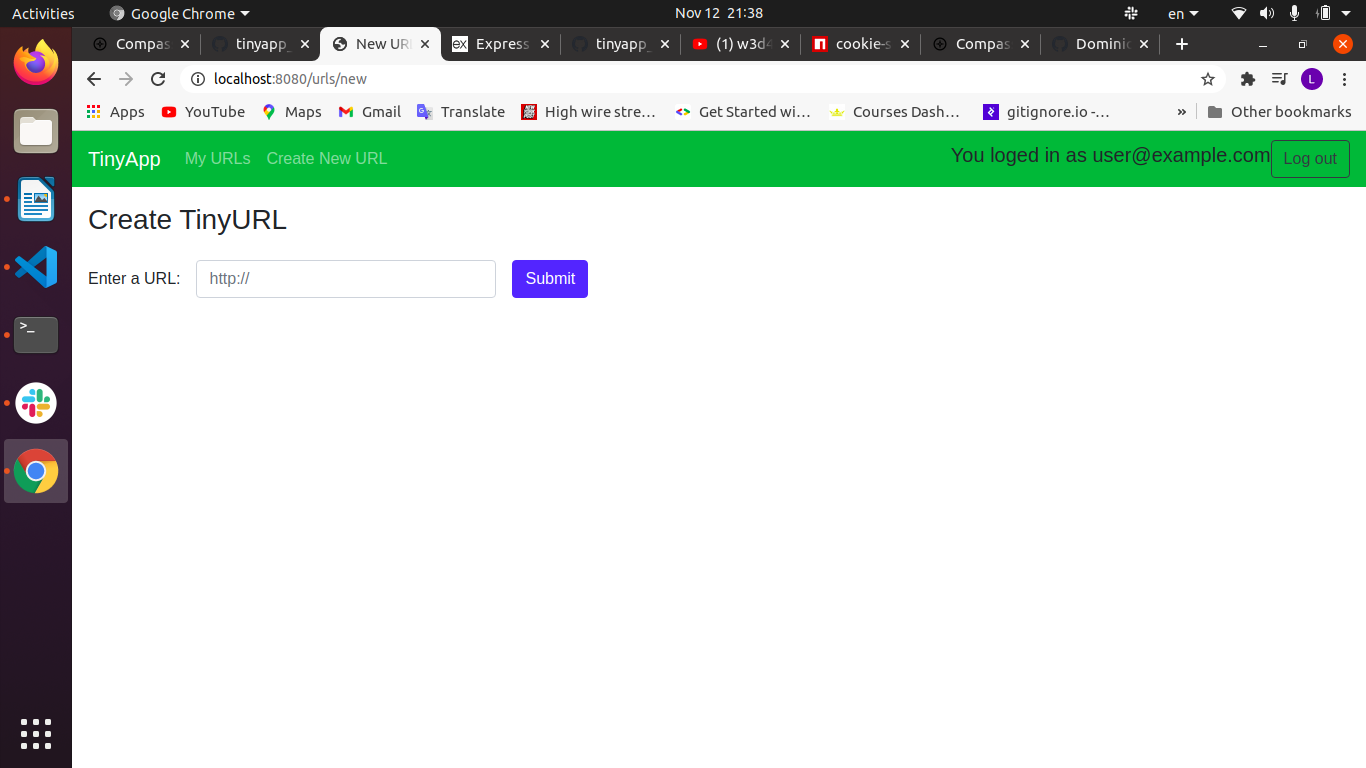 Activities Google Chrome Nov 12 21:38 en
Compas tinyapp_ New UR Express tinyapp_ (1) w3d4 cookie-s Compas Dominic
localhost:8080/urls/new L
Apps YouTube Maps Gmail Translate High wire stre… Get Started wi… Courses Dash… gitignore.io -… » Other bookmarks
TinyApp My URLs Create New URL You loged in as user@example.com Log out
Create TinyURL
Enter a URL: http:// Submit